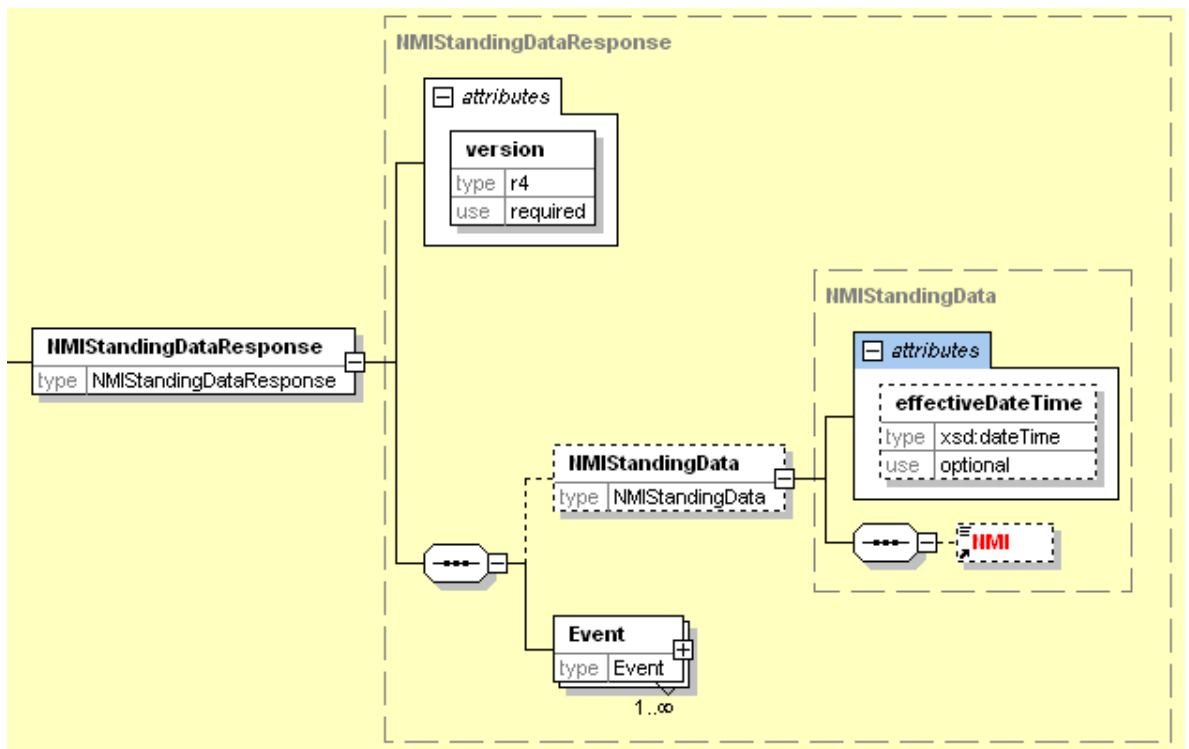 NMIStandingDataResponse
attributes
version
type r4
use required
NMIStandingData
NMIStandingDataResponse
type NMIStandingDataResponse
attributes
effectiveDateTime
type xsd:dateTime
use optional
NMIStandingData
type NMIStandingData
NMI
Event
type Event
1..∞